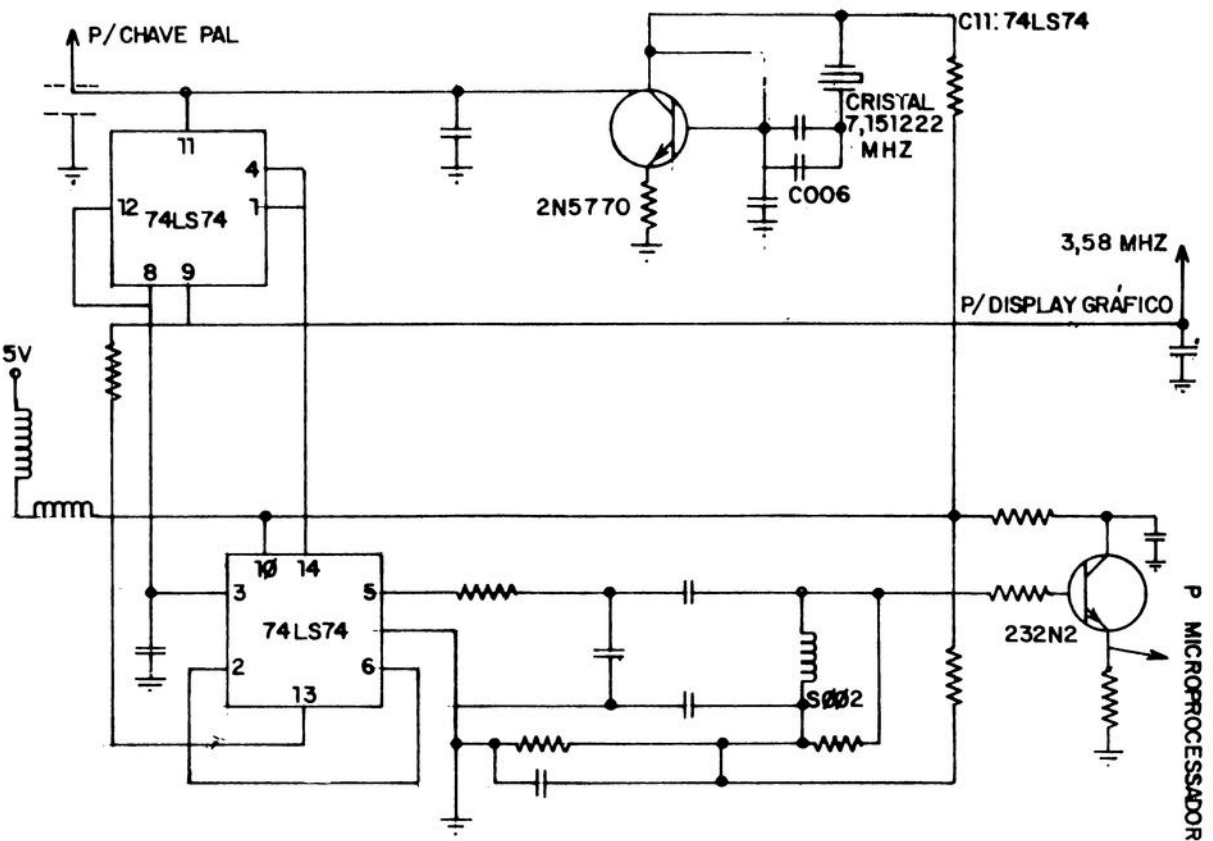 P/ CHAVE PAL
C11: 74LS74
11
4
12
74LS74
1
8 9
CRISTAL
7,151222
MHZ
2N5770
C006
3,58 MHZ
P/ DISPLAY GRÁFICO
5V
10 14
3
5
74LS74
2
6
13
SØØ2
232N2
P MICROPROCESSADOR